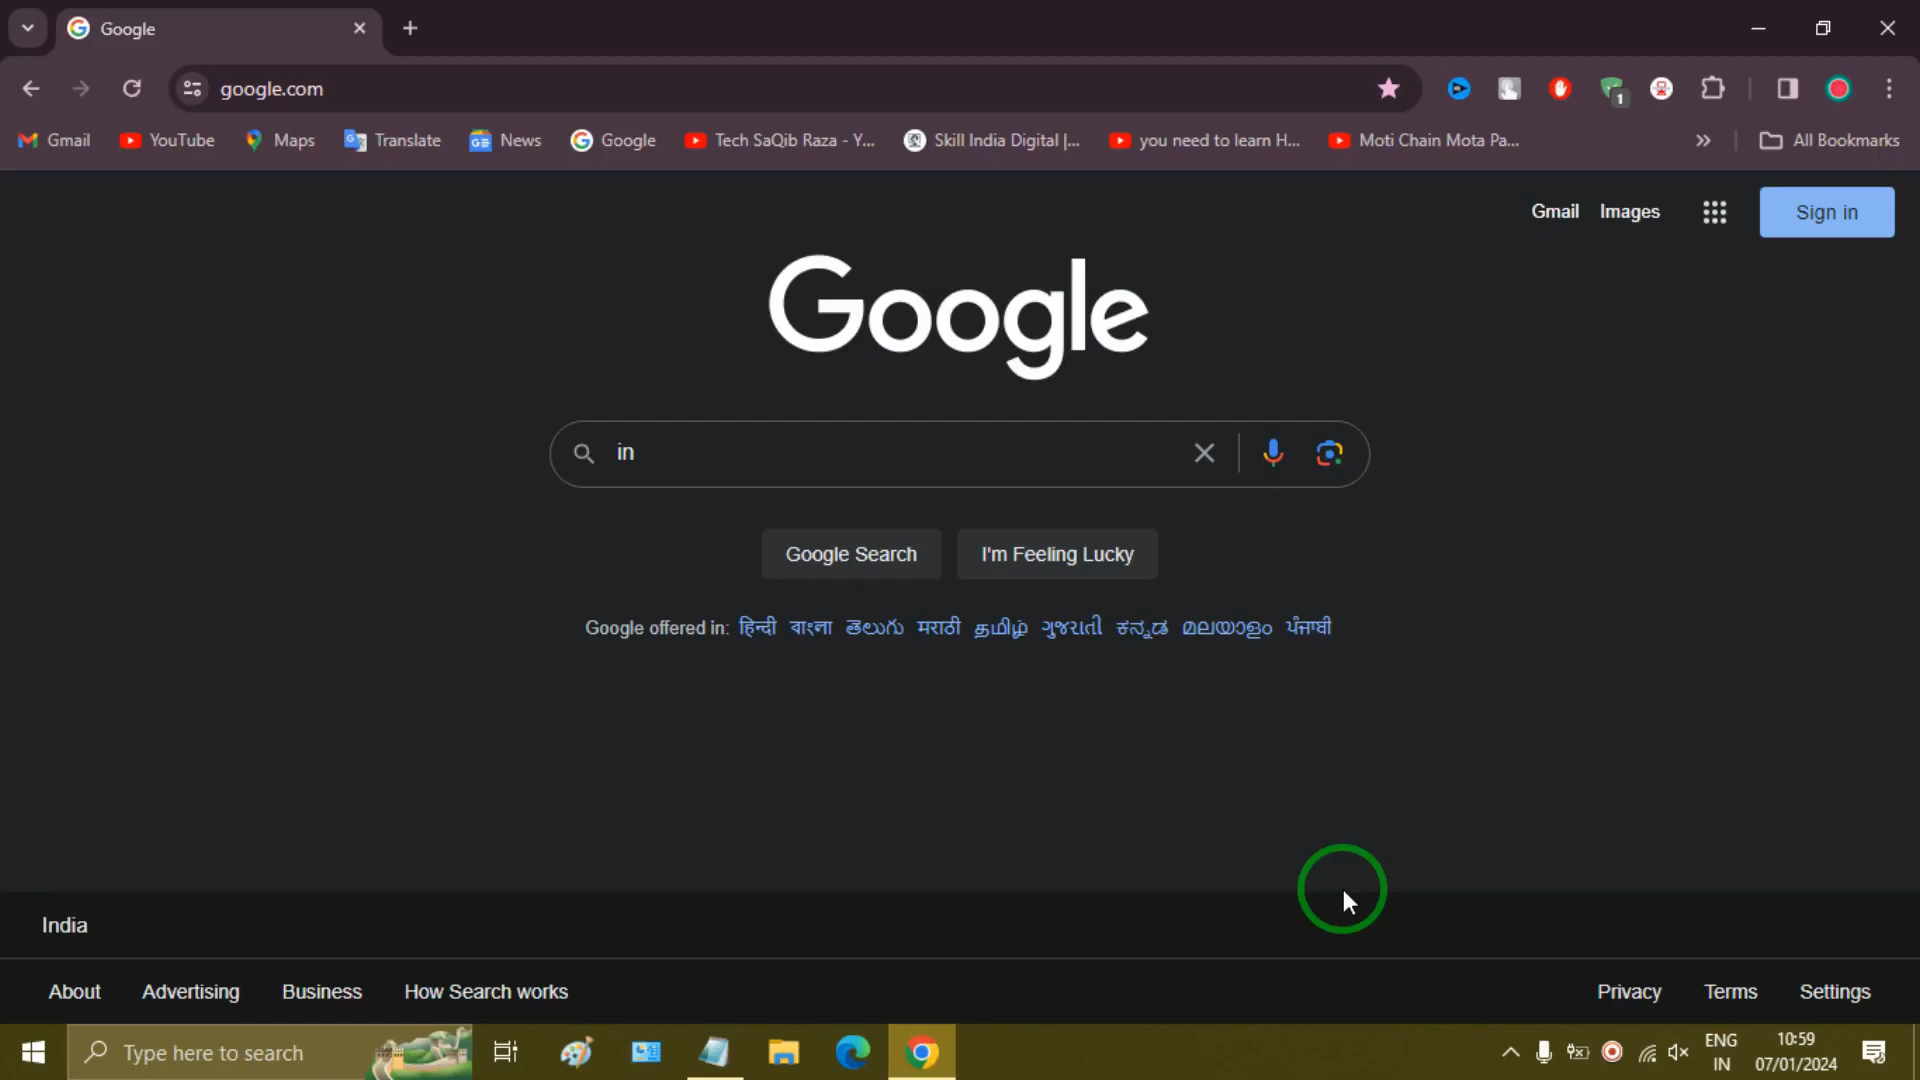 Google
google.com
Gmail YouTube Maps Translate News Google Tech SaQib Raza - Y... Skill India Digital |... you need to learn H... Moti Chain Mota Pa... » All Bookmarks
1
Gmail Images Sign in
Google
in
Google Search I'm Feeling Lucky
Google offered in: हिन्दी বাংলা తెలుగు मराठी தமிழ் ગુજરાતી ಕನ್ನಡ മലയാളം ਪੰਜਾਬੀ
India
About Advertising Business How Search works Privacy Terms Settings
Type here to search
ENG 10:59
IN 07/01/2024